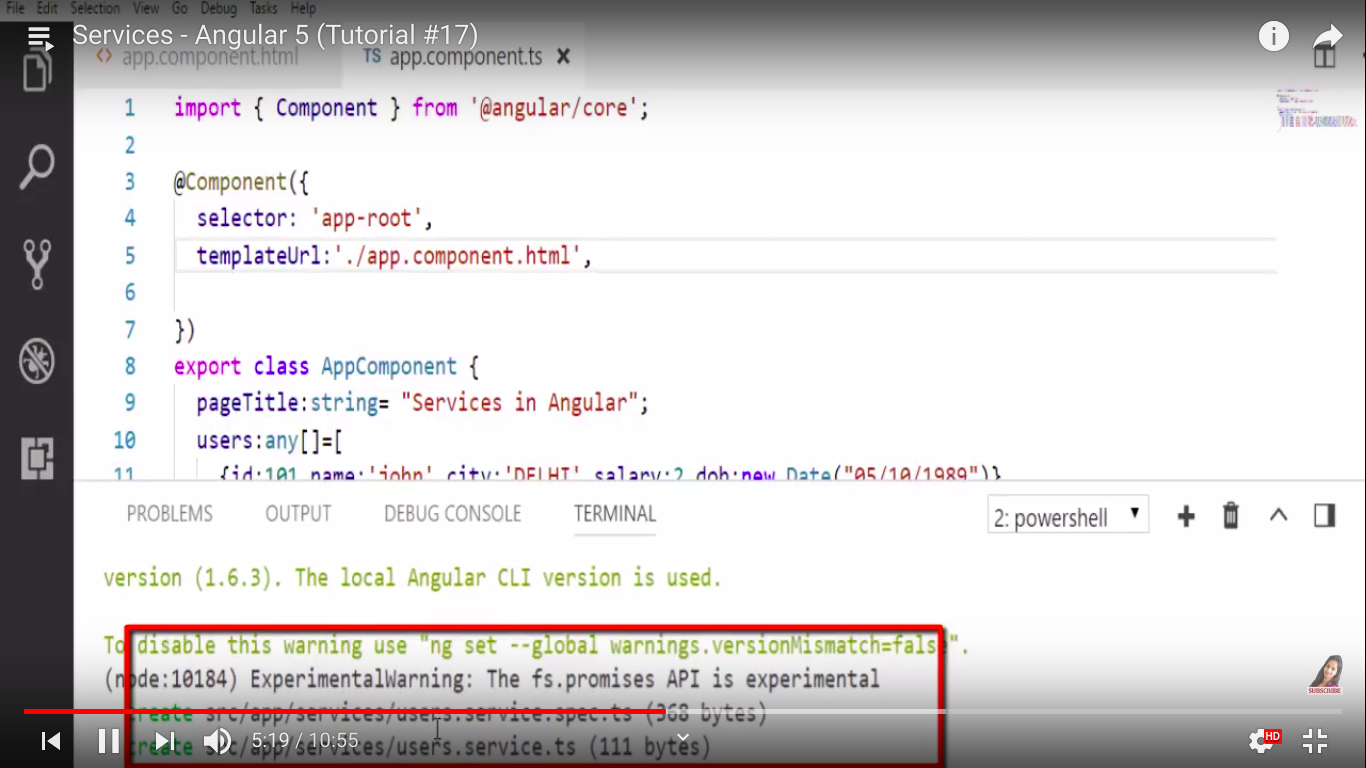 File Edit Selection View Go Debug Tasks Help
Services - Angular 5 (Tutorial #17)
<> app.component.html TS app.component.ts ×
1 import { Component } from '@angular/core';
2
3 @Component({
4 selector: 'app-root',
5 templateUrl:'./app.component.html',
6
7 })
8 export class AppComponent {
9 pageTitle:string= "Services in Angular";
10 users:any[]=[
11 {id:101,name:'john',city:'DELHI',salary:2,dob:new Date("05/10/1989")}
PROBLEMS OUTPUT DEBUG CONSOLE TERMINAL 2: powershell
version (1.6.3). The local Angular CLI version is used.
To disable this warning use "ng set --global warnings.versionMismatch=false".
(node:10184) ExperimentalWarning: The fs.promises API is experimental
create src/app/services/users.service.spec.ts (368 bytes)
create src/app/services/users.service.ts (111 bytes)
5:19 / 10:55
HD
SUBSCRIBE